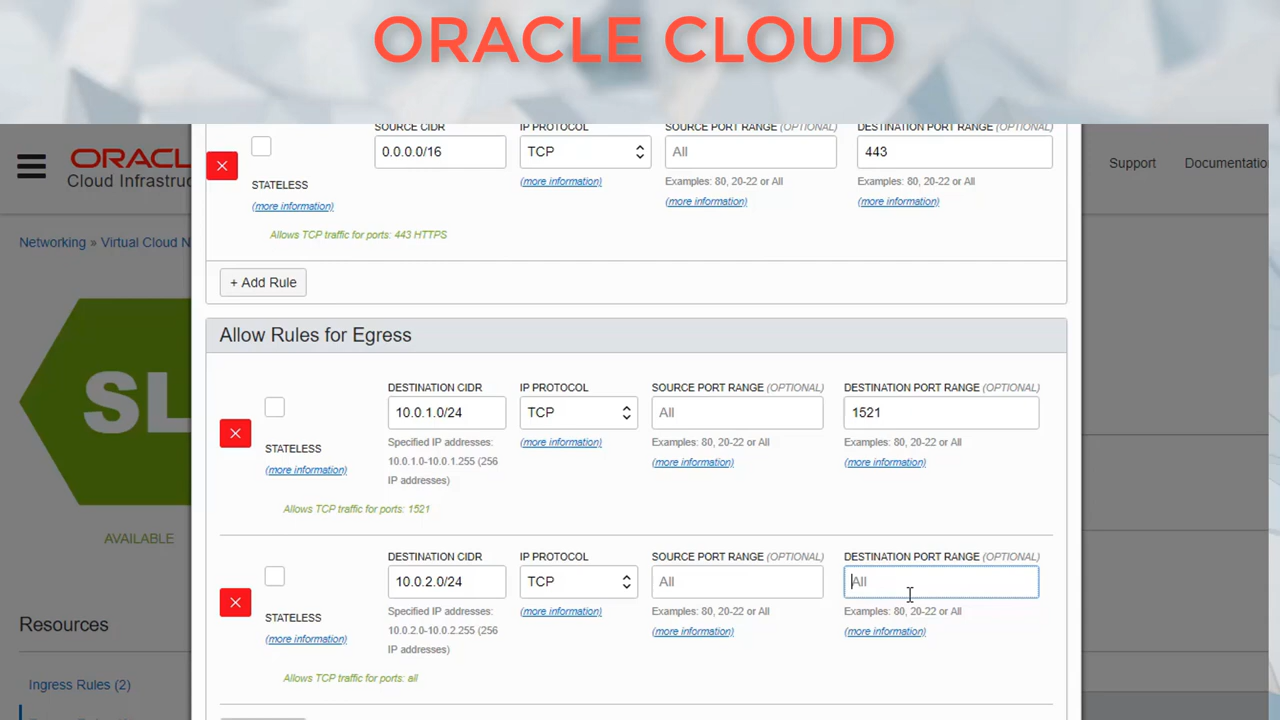 ORACLE CLOUD
ORACL
Cloud Infrastruc
Support
Documentatio
Networking » Virtual Cloud N
SL
AVAILABLE
Resources
Ingress Rules (2)
SOURCE CIDR
IP PROTOCOL
SOURCE PORT RANGE (OPTIONAL)
DESTINATION PORT RANGE (OPTIONAL)
0.0.0.0/16
TCP
All
443
STATELESS
(more information)
(more information)
Examples: 80, 20-22 or All
(more information)
Examples: 80, 20-22 or All
(more information)
Allows TCP traffic for ports: 443 HTTPS
+ Add Rule
Allow Rules for Egress
DESTINATION CIDR
IP PROTOCOL
SOURCE PORT RANGE (OPTIONAL)
DESTINATION PORT RANGE (OPTIONAL)
10.0.1.0/24
TCP
All
1521
STATELESS
(more information)
Specified IP addresses:
10.0.1.0-10.0.1.255 (256
IP addresses)
(more information)
Examples: 80, 20-22 or All
(more information)
Examples: 80, 20-22 or All
(more information)
Allows TCP traffic for ports: 1521
DESTINATION CIDR
IP PROTOCOL
SOURCE PORT RANGE (OPTIONAL)
DESTINATION PORT RANGE (OPTIONAL)
10.0.2.0/24
TCP
All
All
STATELESS
(more information)
Specified IP addresses:
10.0.2.0-10.0.2.255 (256
IP addresses)
(more information)
Examples: 80, 20-22 or All
(more information)
Examples: 80, 20-22 or All
(more information)
Allows TCP traffic for ports: all